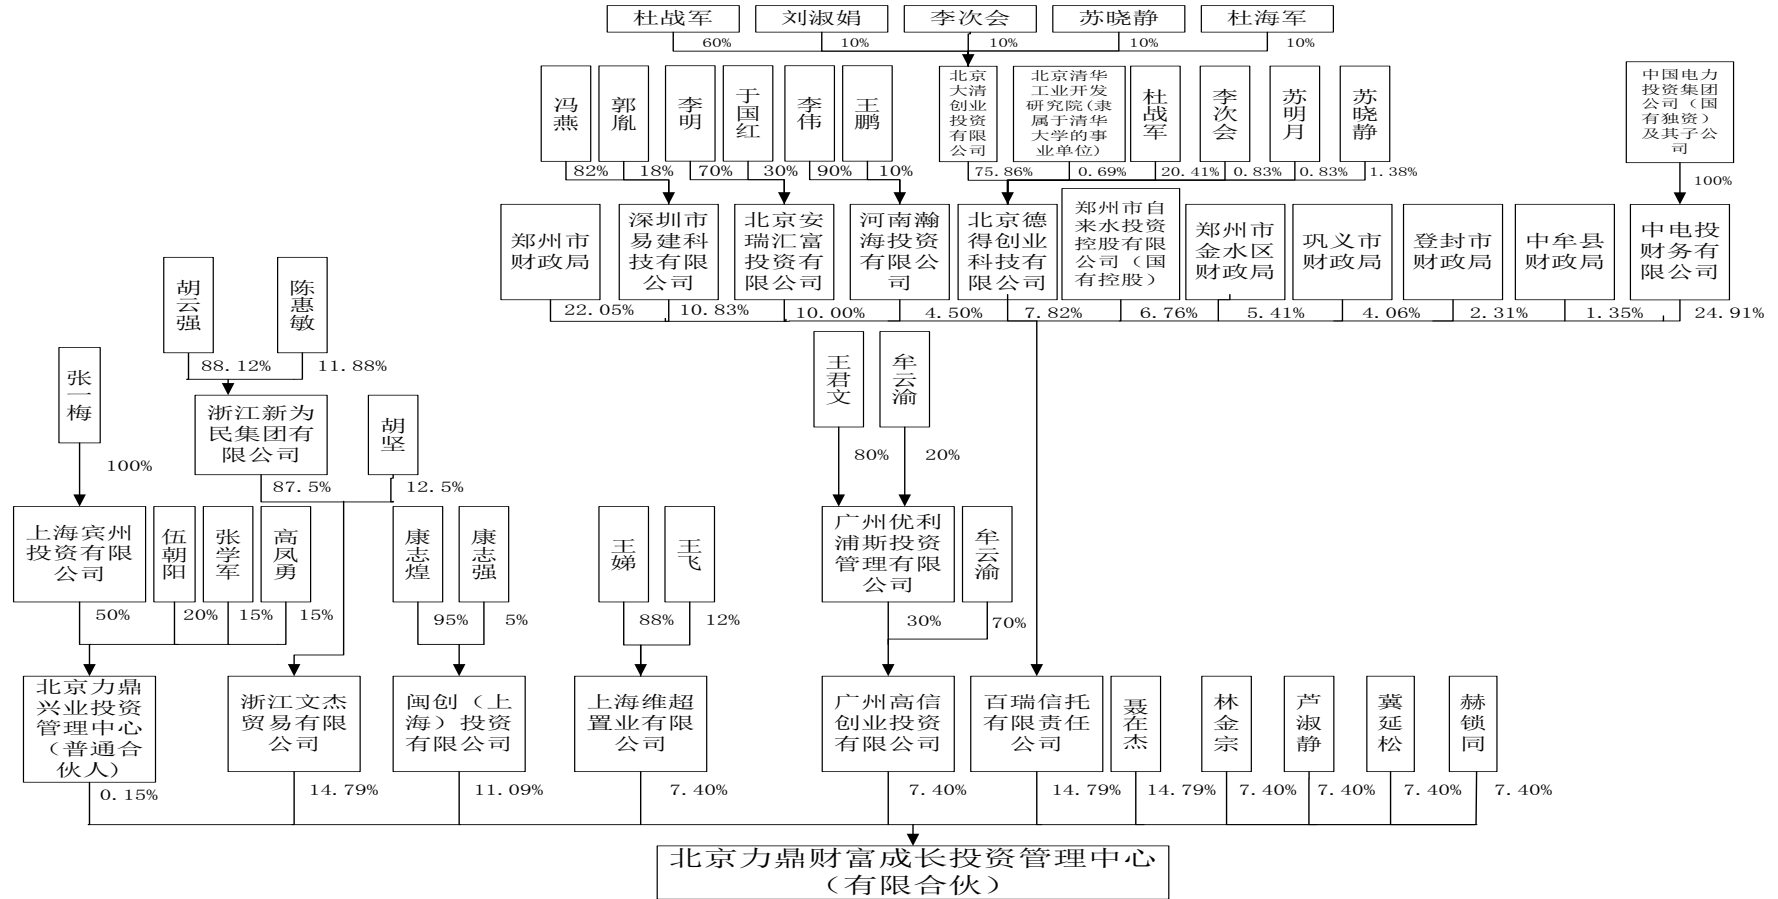 杜战军
刘淑娟
李次会
苏晓静
杜海军
60%
10%
10%
10%
10%
冯燕
郭胤
李明
于国红
李伟
王鹏
北京
大清
创业
投资
有限
公司
北京清华
工业开发
研究院（隶
属于清华
大学的事
业单位）
杜战军
李次会
苏明月
苏晓静
中国电力
投资集团
公司（国
有独资）
及其子公
司
82%
18%
70%
30%
90%
10%
75.86%
0.69%
20.41%
0.83%
0.83%
1.38%
100%
郑州市
财政局
深圳市
易建科
技有限
公司
北京安
瑞汇富
投资有
限公司
河南瀚
海投资
有限公
司
北京德
得创业
科技有
限公司
郑州市自
来水投资
控股有限
公司（国
有控股）
郑州市
金水区
财政局
巩义市
财政局
登封市
财政局
中牟县
财政局
中电投
财务有
限公司
22.05%
10.83%
10.00%
4.50%
7.82%
6.76%
5.41%
4.06%
2.31%
1.35%
24.91%
胡云强
陈惠敏
88.12%
11.88%
张一梅
王君文
牟云渝
浙江新为
民集团有
限公司
胡坚
100%
87.5%
12.5%
80%
20%
上海宾州
投资有限
公司
伍朝阳
张学军
高凤勇
康志煌
康志强
王娣
王飞
广州优利
浦斯投资
管理有限
公司
牟云渝
50%
20%
15%
15%
95%
5%
88%
12%
30%
70%
北京力鼎
兴业投资
管理中心
（普通合
伙人）
浙江文杰
贸易有限
公司
闽创（上
海）投资
有限公司
上海维超
置业有限
公司
广州高信
创业投资
有限公司
百瑞信托
有限责任
公司
聂在杰
林金宗
芦淑静
冀延松
赫锁同
0.15%
14.79%
11.09%
7.40%
7.40%
14.79%
14.79%
7.40%
7.40%
7.40%
7.40%
北京力鼎财富成长投资管理中心
（有限合伙）